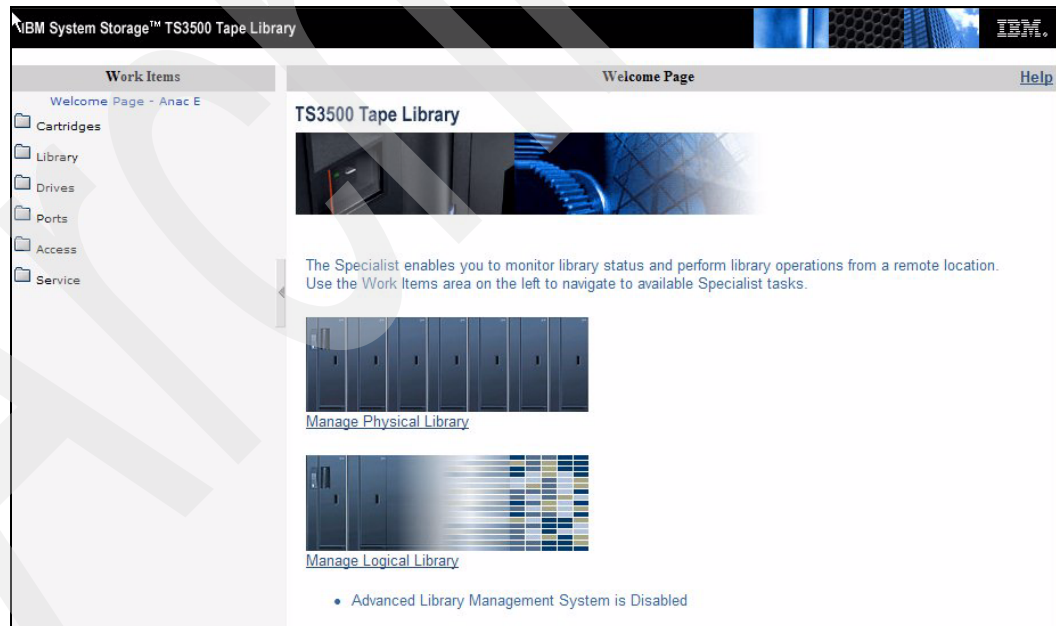 IBM System Storage™ TS3500 Tape Library
IBM.
Work Items
Welcome Page
Help
Welcome Page - Anac E
Cartridges
Library
Drives
Ports
Access
Service
TS3500 Tape Library
The Specialist enables you to monitor library status and perform library operations from a remote location.
Use the Work Items area on the left to navigate to available Specialist tasks.
Manage Physical Library
Manage Logical Library
• Advanced Library Management System is Disabled